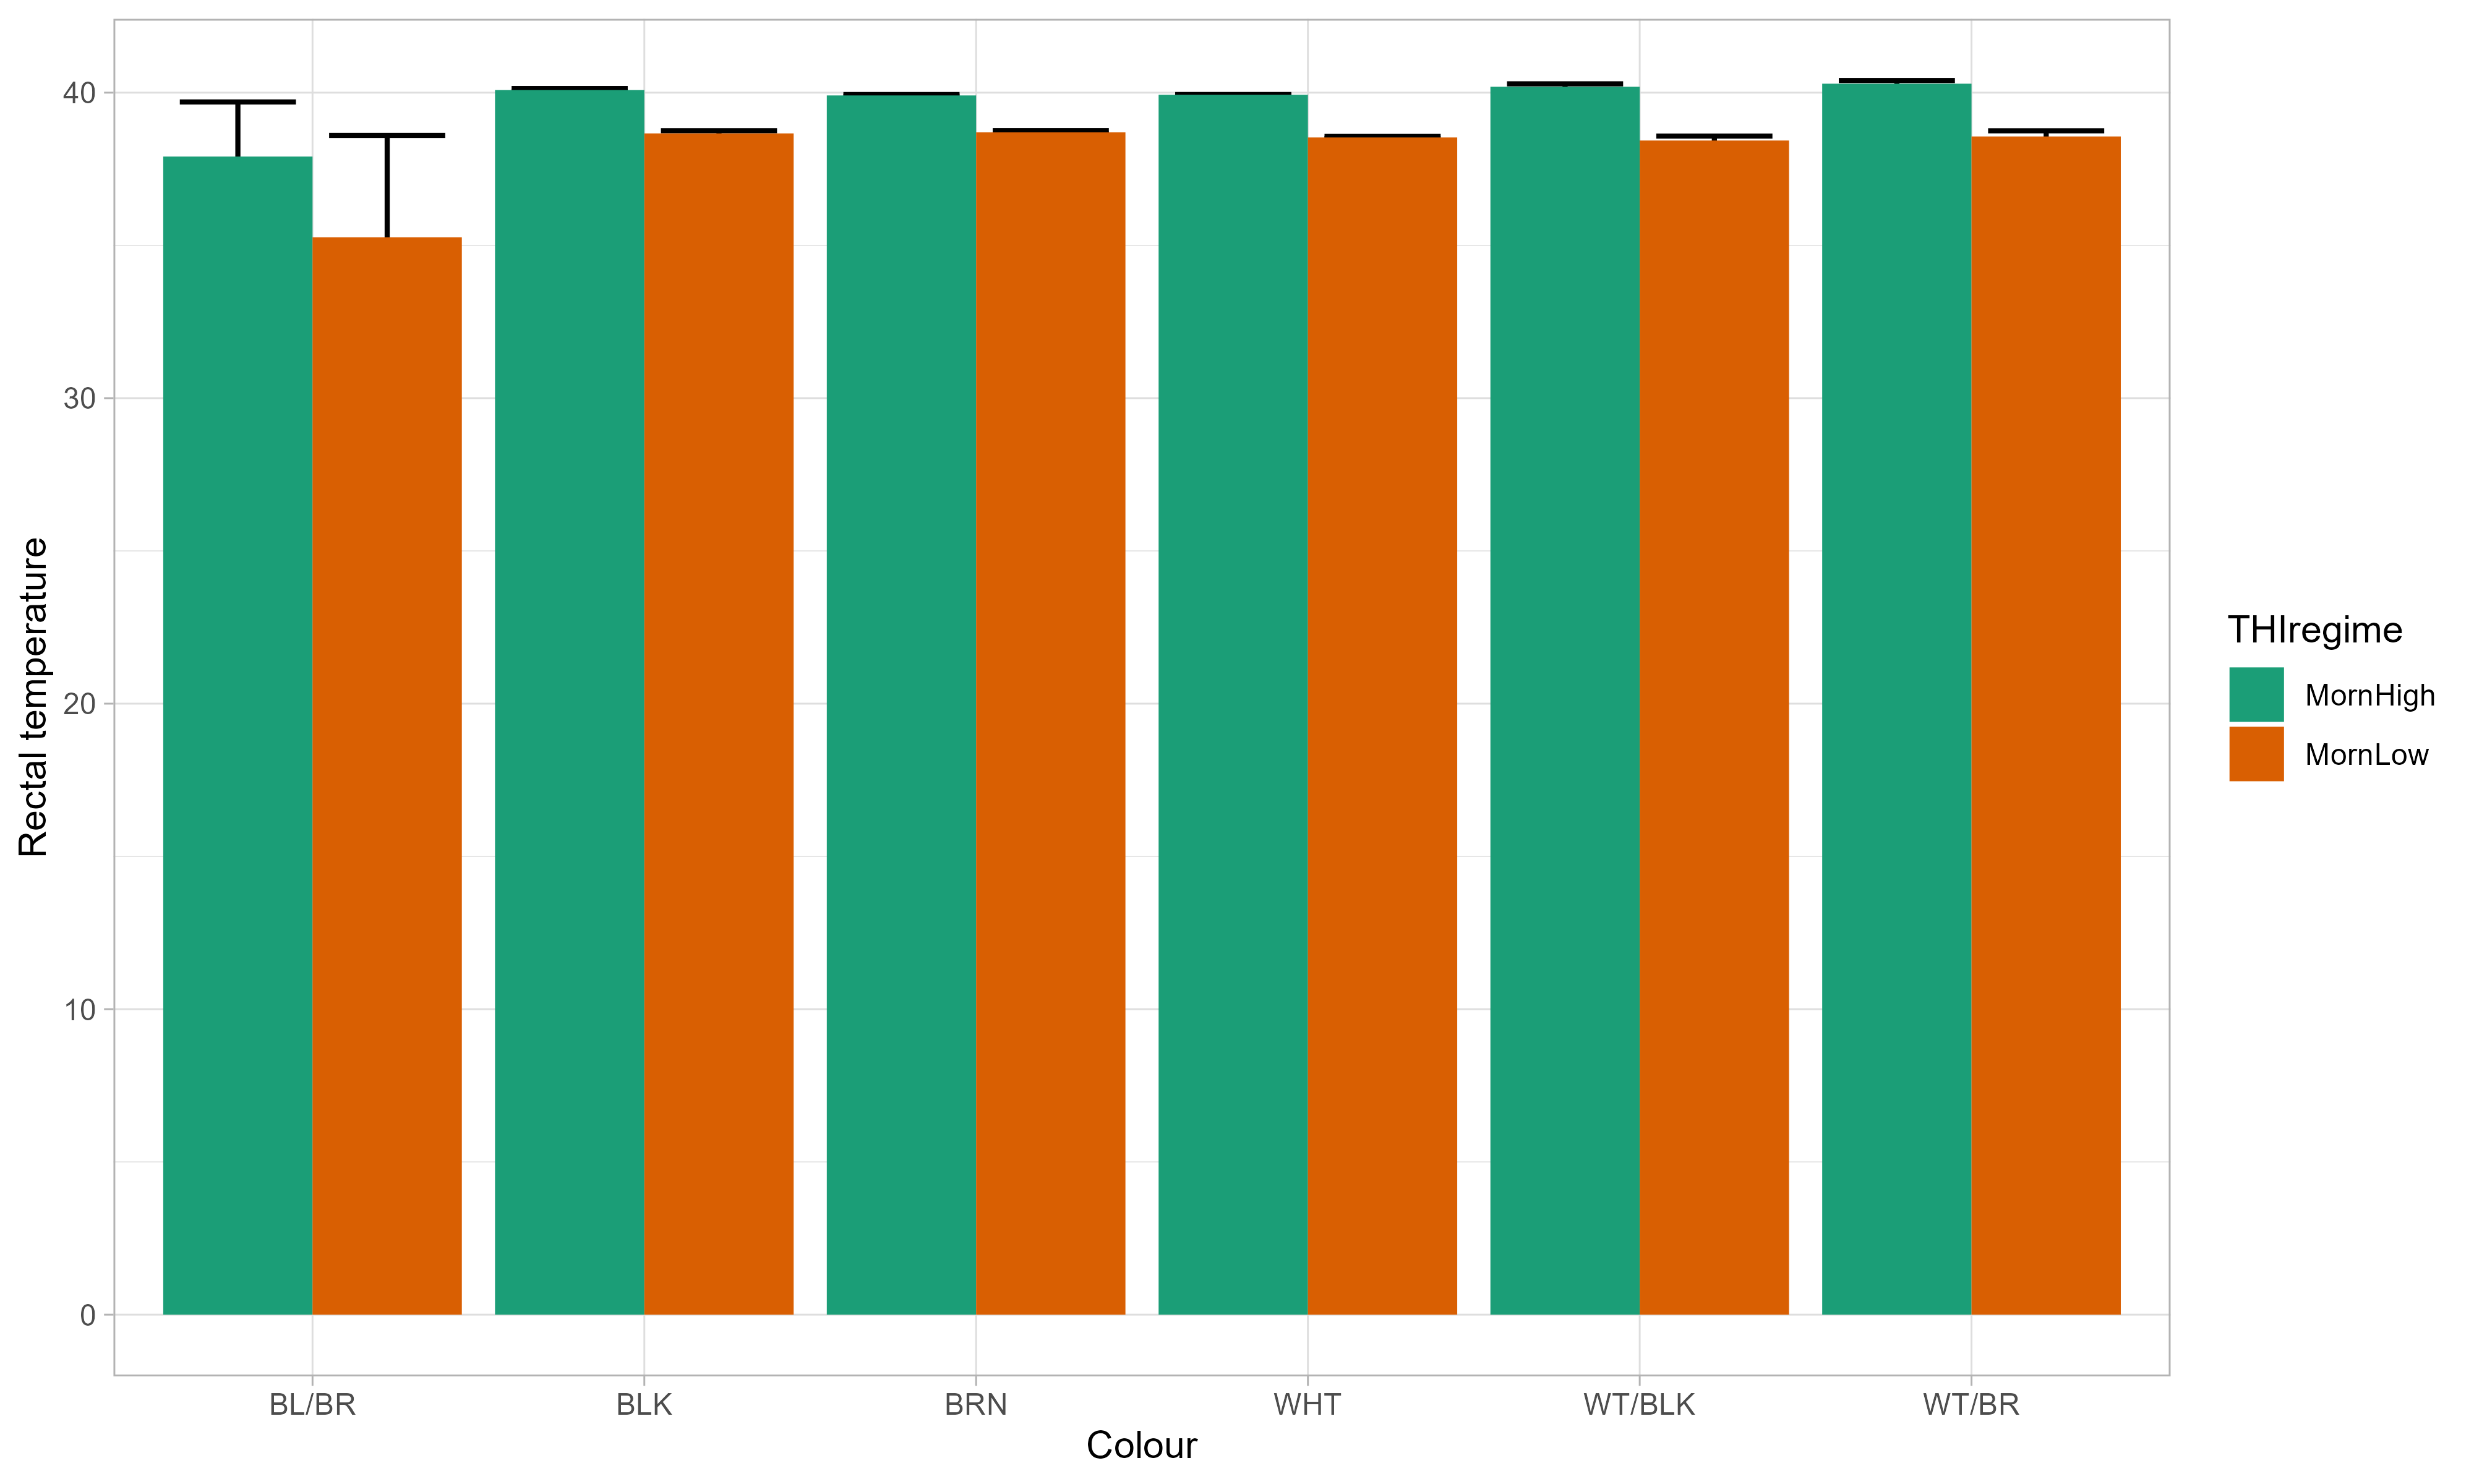 Rectal temperature
40
30
20
10
0
BL/BR
BLK
BRN
WHT
WT/BLK
WT/BR
Colour
THIregime
MornHigh
MornLow